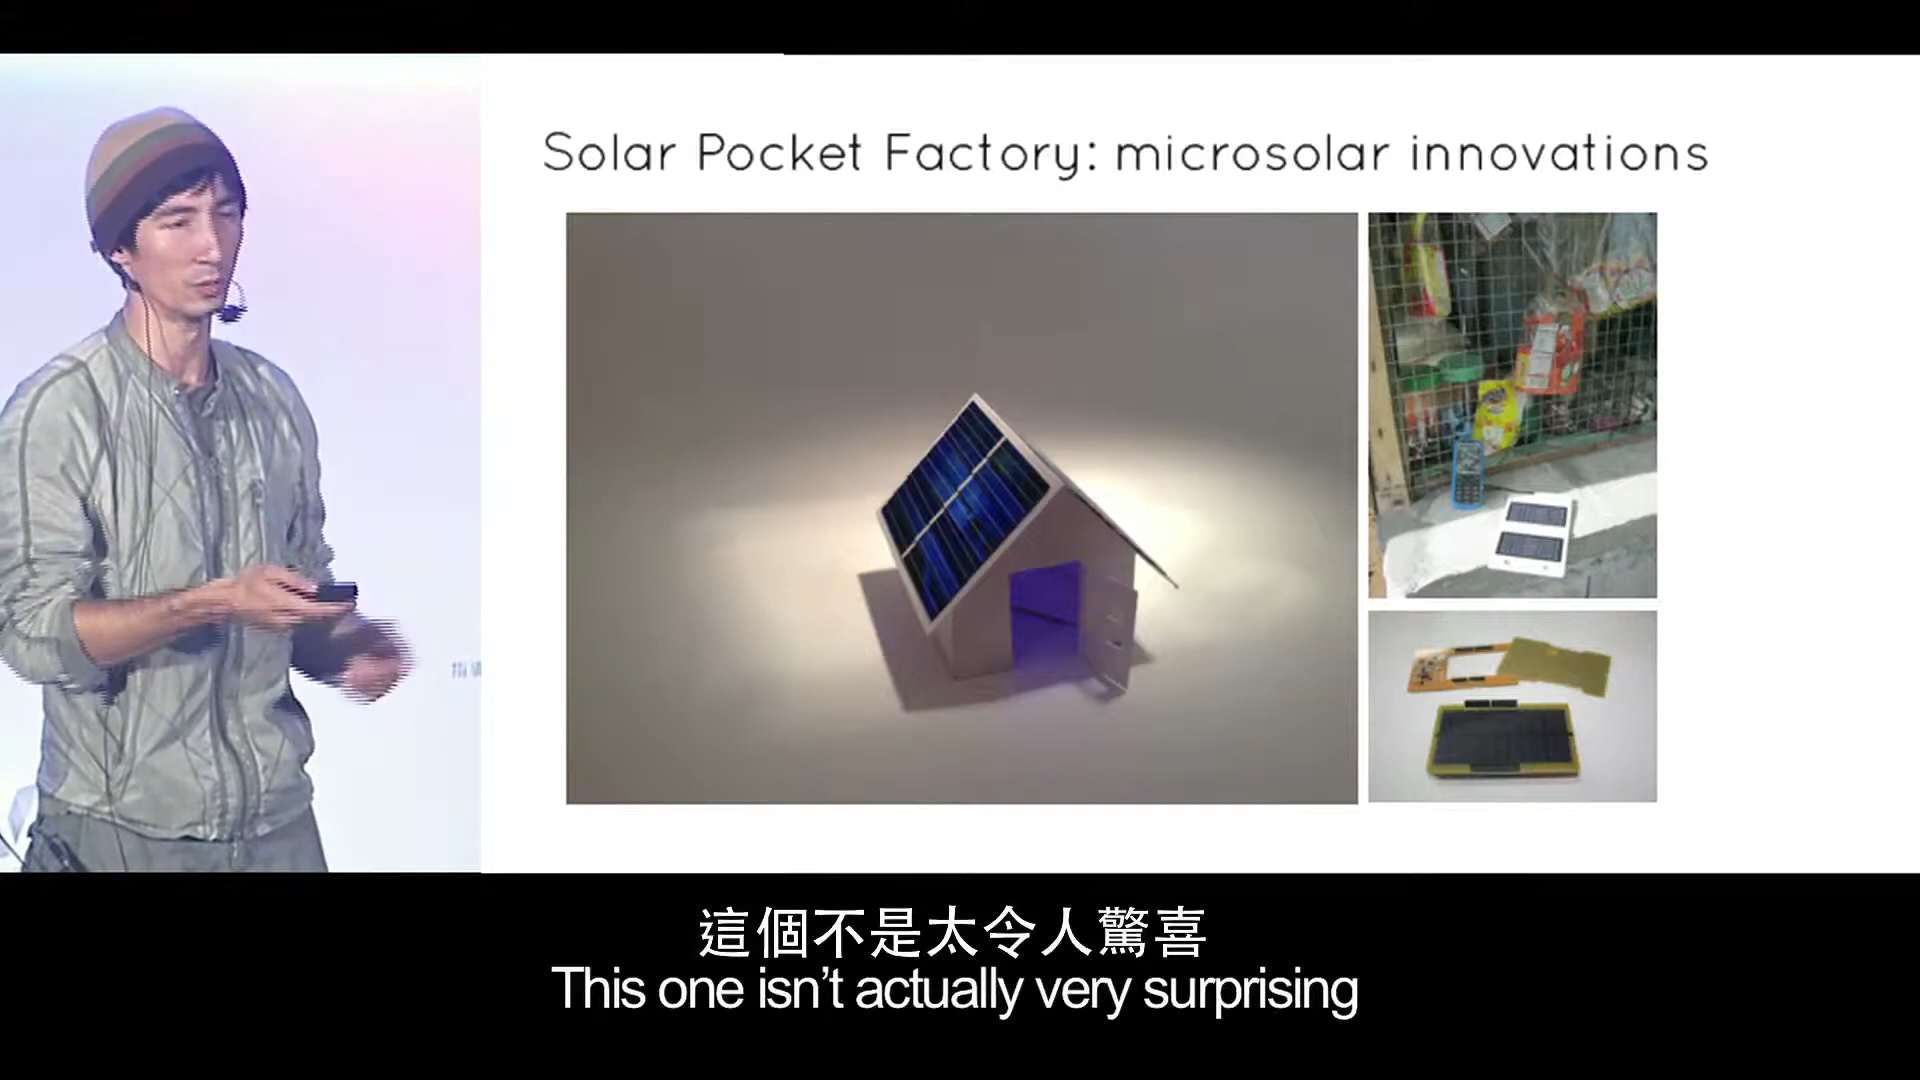 Solar Pocket Factory: microsolar innovations
這個不是太令人驚喜
This one isn't actually very surprising